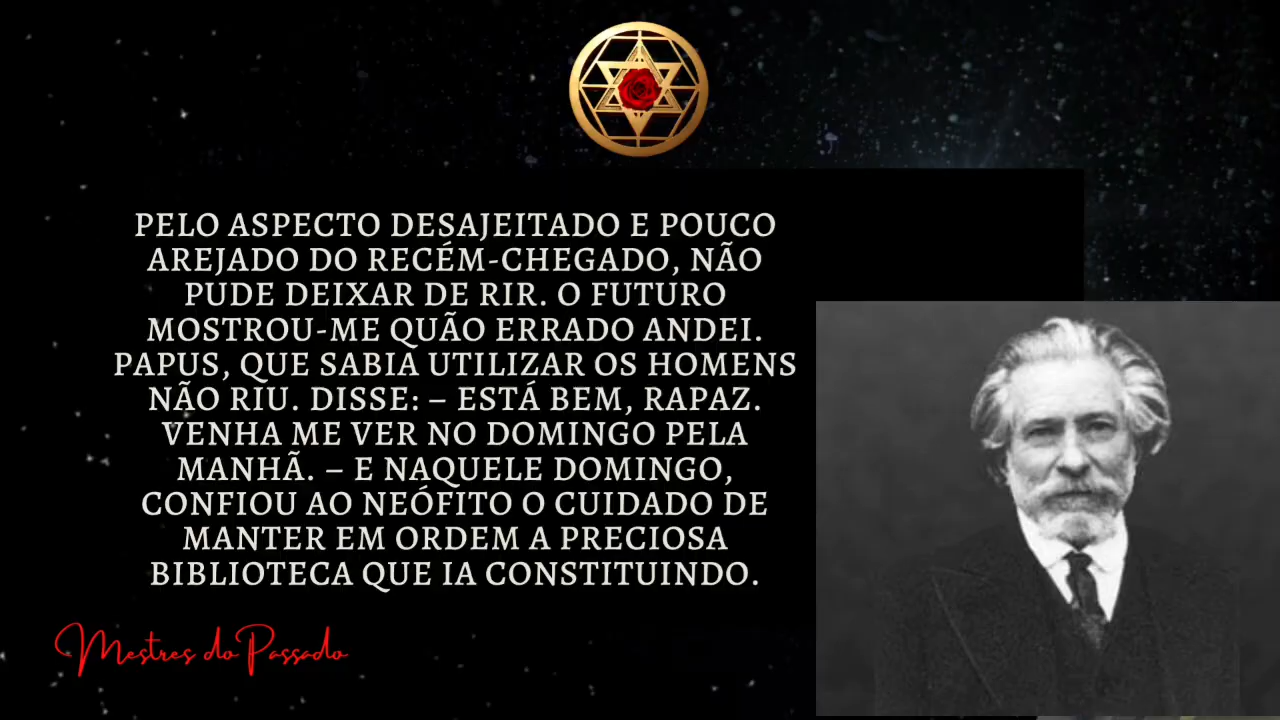 PELO ASPECTO DESAJEITADO E POUCO
AREJADO DO RECÉM-CHEGADO, NÃO
PUDE DEIXAR DE RIR. O FUTURO
MOSTROU-ME QUÃO ERRADO ANDEI.
PAPUS, QUE SABIA UTILIZAR OS HOMENS
NÃO RIU. DISSE: – ESTÁ BEM, RAPAZ.
VENHA ME VER NO DOMINGO PELA
MANHÃ. – E NAQUELE DOMINGO,
CONFIOU AO NEÓFITO O CUIDADO DE
MANTER EM ORDEM A PRECIOSA
BIBLIOTECA QUE IA CONSTITUINDO.
Mestres do Passado